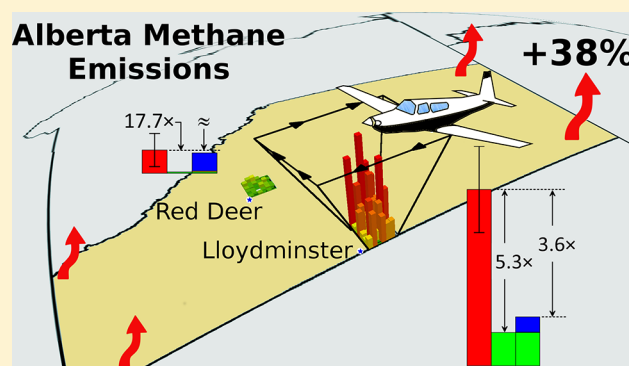 Alberta Methane
Emissions
+38%
17.7×
≈
Red Deer
Lloydminster
5.3×
3.6×